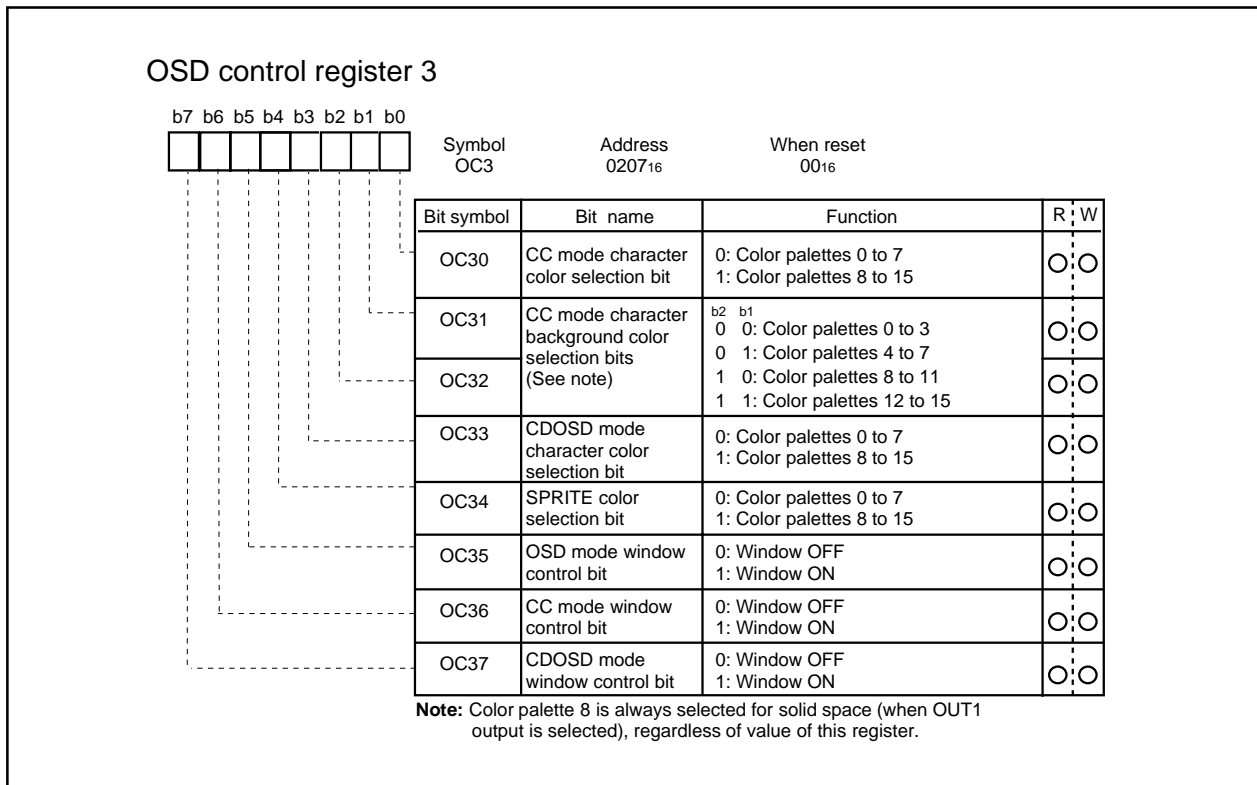 OSD control register 3
b7 b6 b5 b4 b3 b2 b1 b0
Symbol Address When reset
OC3 020716 0016
Bit symbol Bit name Function R W
OC30 CC mode character color selection bit
0: Color palettes 0 to 7
1: Color palettes 8 to 15
OC31 CC mode character
background color
selection bits
OC32 (See note)
b2 b1
0 0: Color palettes 0 to 3
0 1: Color palettes 4 to 7
1 0: Color palettes 8 to 11
1 1: Color palettes 12 to 15
OC33 CDOSD mode
character color
selection bit
0: Color palettes 0 to 7
1: Color palettes 8 to 15
OC34 SPRITE color
selection bit
0: Color palettes 0 to 7
1: Color palettes 8 to 15
OC35 OSD mode window
control bit
0: Window OFF
1: Window ON
OC36 CC mode window
control bit
0: Window OFF
1: Window ON
OC37 CDOSD mode
window control bit
0: Window OFF
1: Window ON
Note: Color palette 8 is always selected for solid space (when OUT1
output is selected), regardless of value of this register.